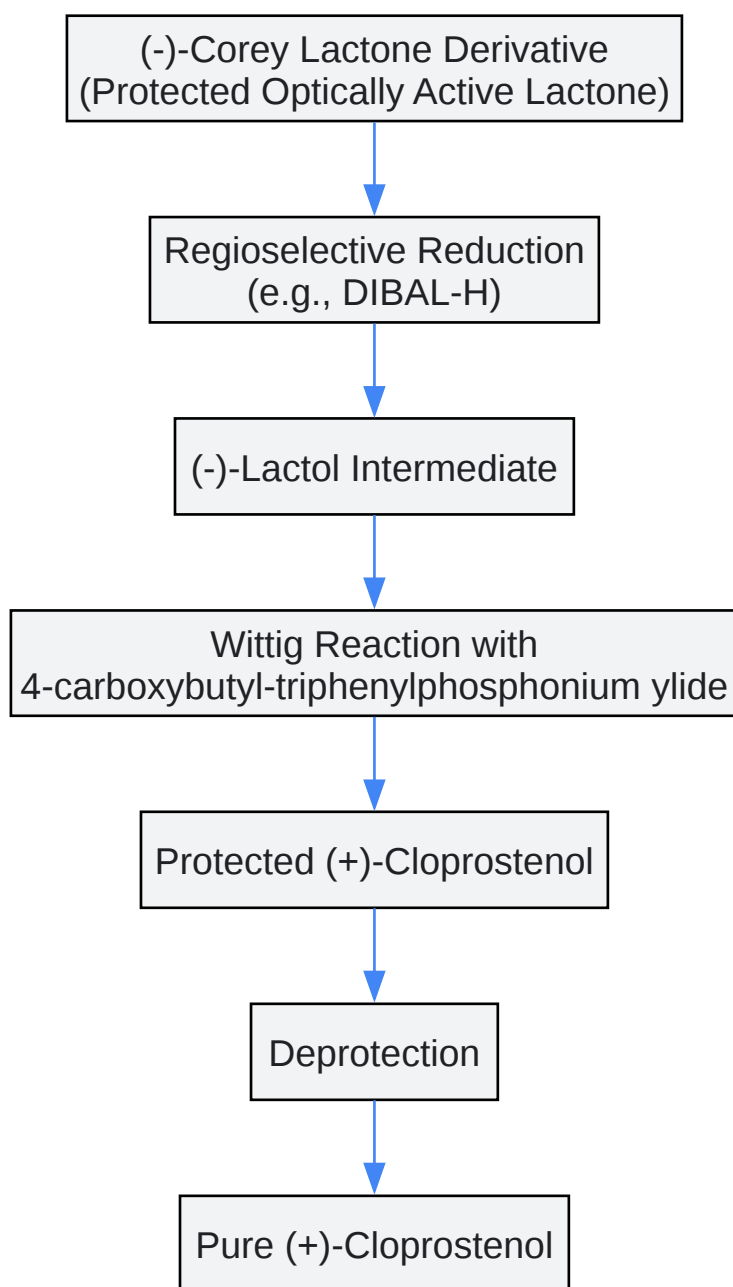 (-)-Corey Lactone Derivative
(Protected Optically Active Lactone)
Regioselective Reduction
(e.g., DIBAL-H)
(-)-Lactol Intermediate
Wittig Reaction with
4-carboxybutyl-triphenylphosphonium ylide
Protected (+)-Cloprostenol
Deprotection
Pure (+)-Cloprostenol